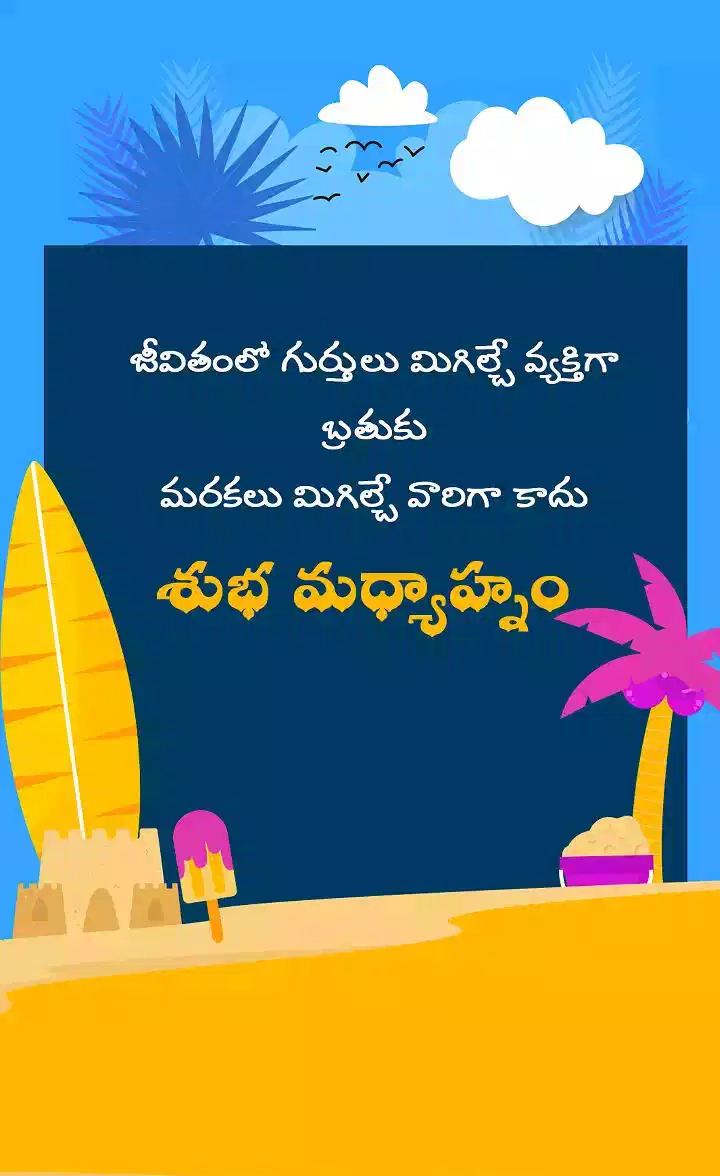 జీవితంలో గుర్తులు మిగిల్చే వ్యక్తిగా
బ్రతుకు
మరకలు మిగిల్చే వారిగా కాదు
శుభ మధ్యాహ్నం